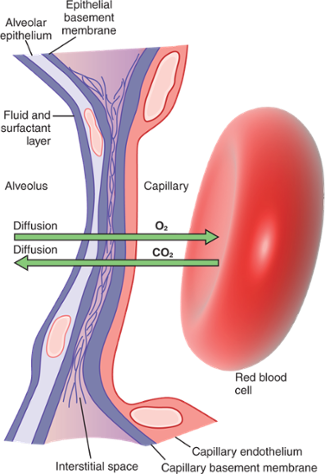 Epithelial
basement
membrane
Alveolar
epithelium
Fluid and
surfactant
layer
Alveolus
Capillary
Diffusion
O₂
Diffusion
CO₂
Red blood
cell
Capillary endothelium
Interstitial space
Capillary basement membrane